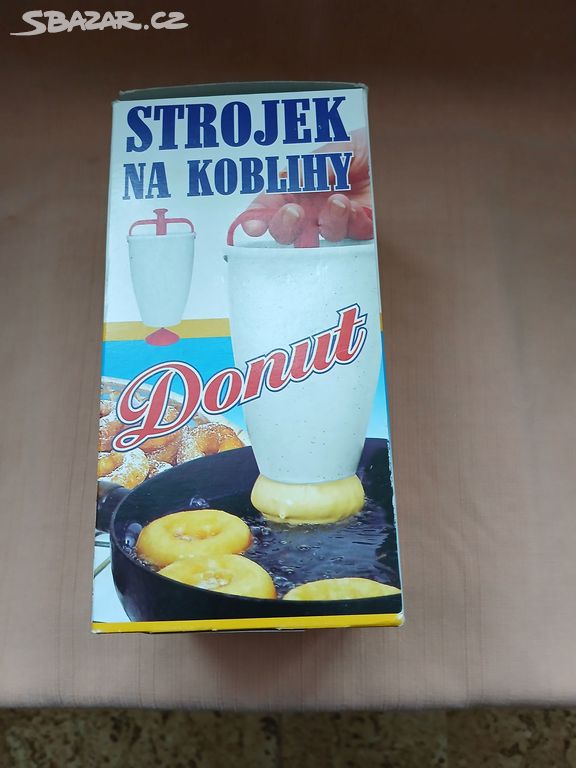 SBAZAR.CZ
STROJEK
NA KOBLIHY
Donut